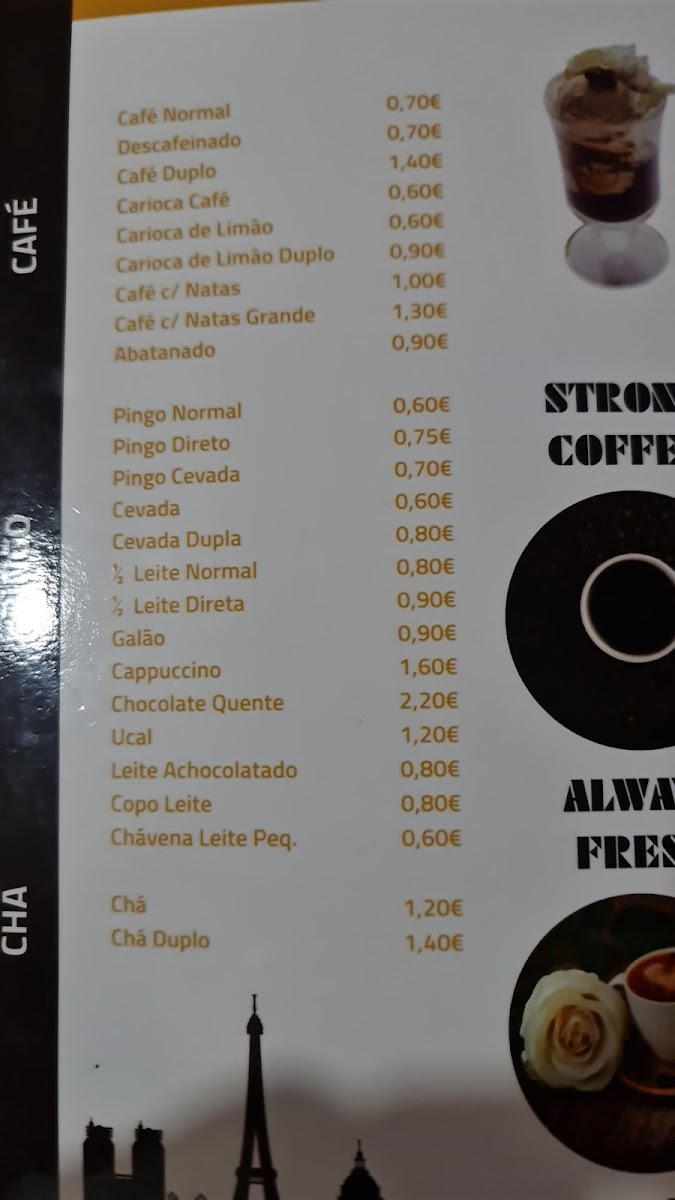 CAFÉ
Café Normal 0,70€
Descafeinado 0,70€
Café Duplo 1,40€
Carioca Café 0,60€
Carioca de Limão 0,60€
Carioca de Limão Duplo 0,90€
Café c/ Natas 1,00€
Café c/ Natas Grande 1,30€
Abatanado 0,90€
Pingo Normal 0,60€
Pingo Direto 0,75€
Pingo Cevada 0,70€
Cevada 0,60€
Cevada Dupla 0,80€
½ Leite Normal 0,80€
½ Leite Direta 0,90€
Galão 0,90€
Cappuccino 1,60€
Chocolate Quente 2,20€
Ucal 1,20€
Leite Achocolatado 0,80€
Copo Leite 0,80€
Chávena Leite Peq. 0,60€
CHA
Chá 1,20€
Chá Duplo 1,40€
STRON
COFFE
ALWA
FRES